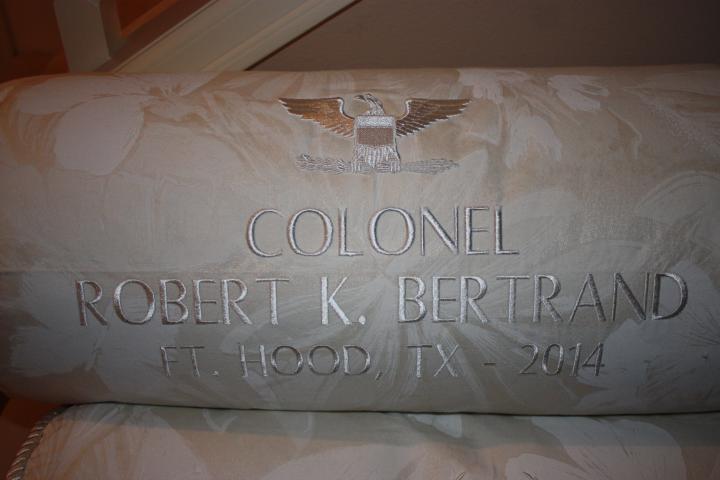 COLONEL
ROBERT K. BERTRAND
FT. HOOD, TX - 2014